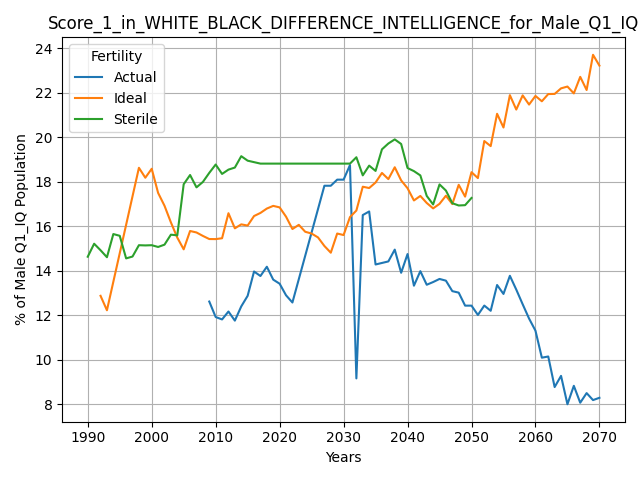 Score_1_in_WHITE_BLACK_DIFFERENCE_INTELLIGENCE_for_Male_Q1_IQ
Fertility
Actual
Ideal
Sterile
% of Male Q1_IQ Population
24
22
20
18
16
14
12
10
8
1990 2000 2010 2020 2030 2040 2050 2060 2070
Years